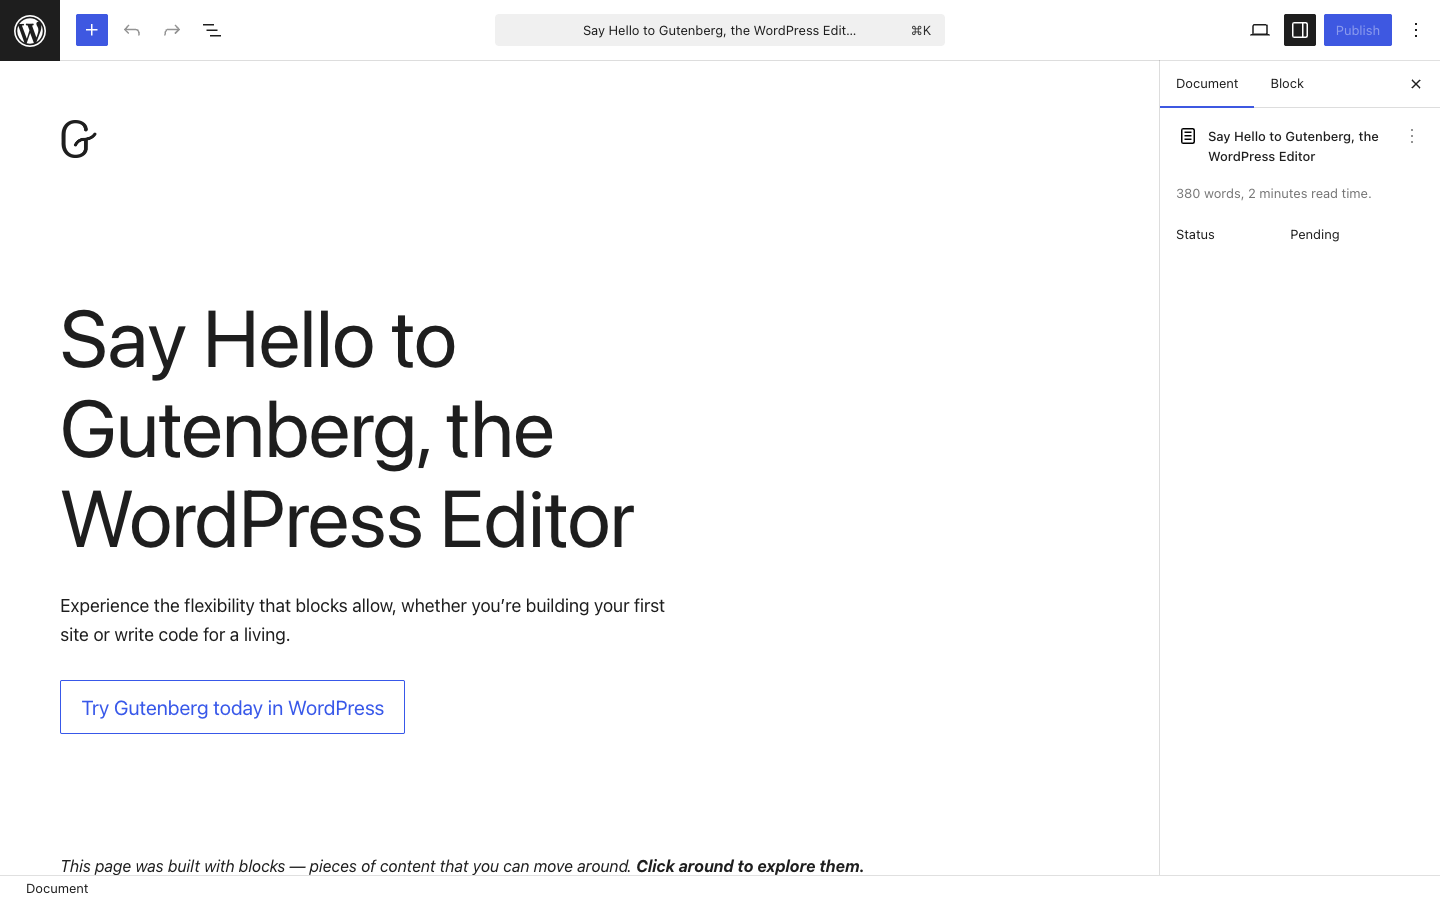 Say Hello to Gutenberg, the WordPress Edit... ⌘K
Publish
Document Block
Say Hello to Gutenberg, the
WordPress Editor
380 words, 2 minutes read time.
Status Pending
G
Say Hello to
Gutenberg, the
WordPress Editor
Experience the flexibility that blocks allow, whether you’re building your first
site or write code for a living.
Try Gutenberg today in WordPress
This page was built with blocks — pieces of content that you can move around. Click around to explore them.
Document